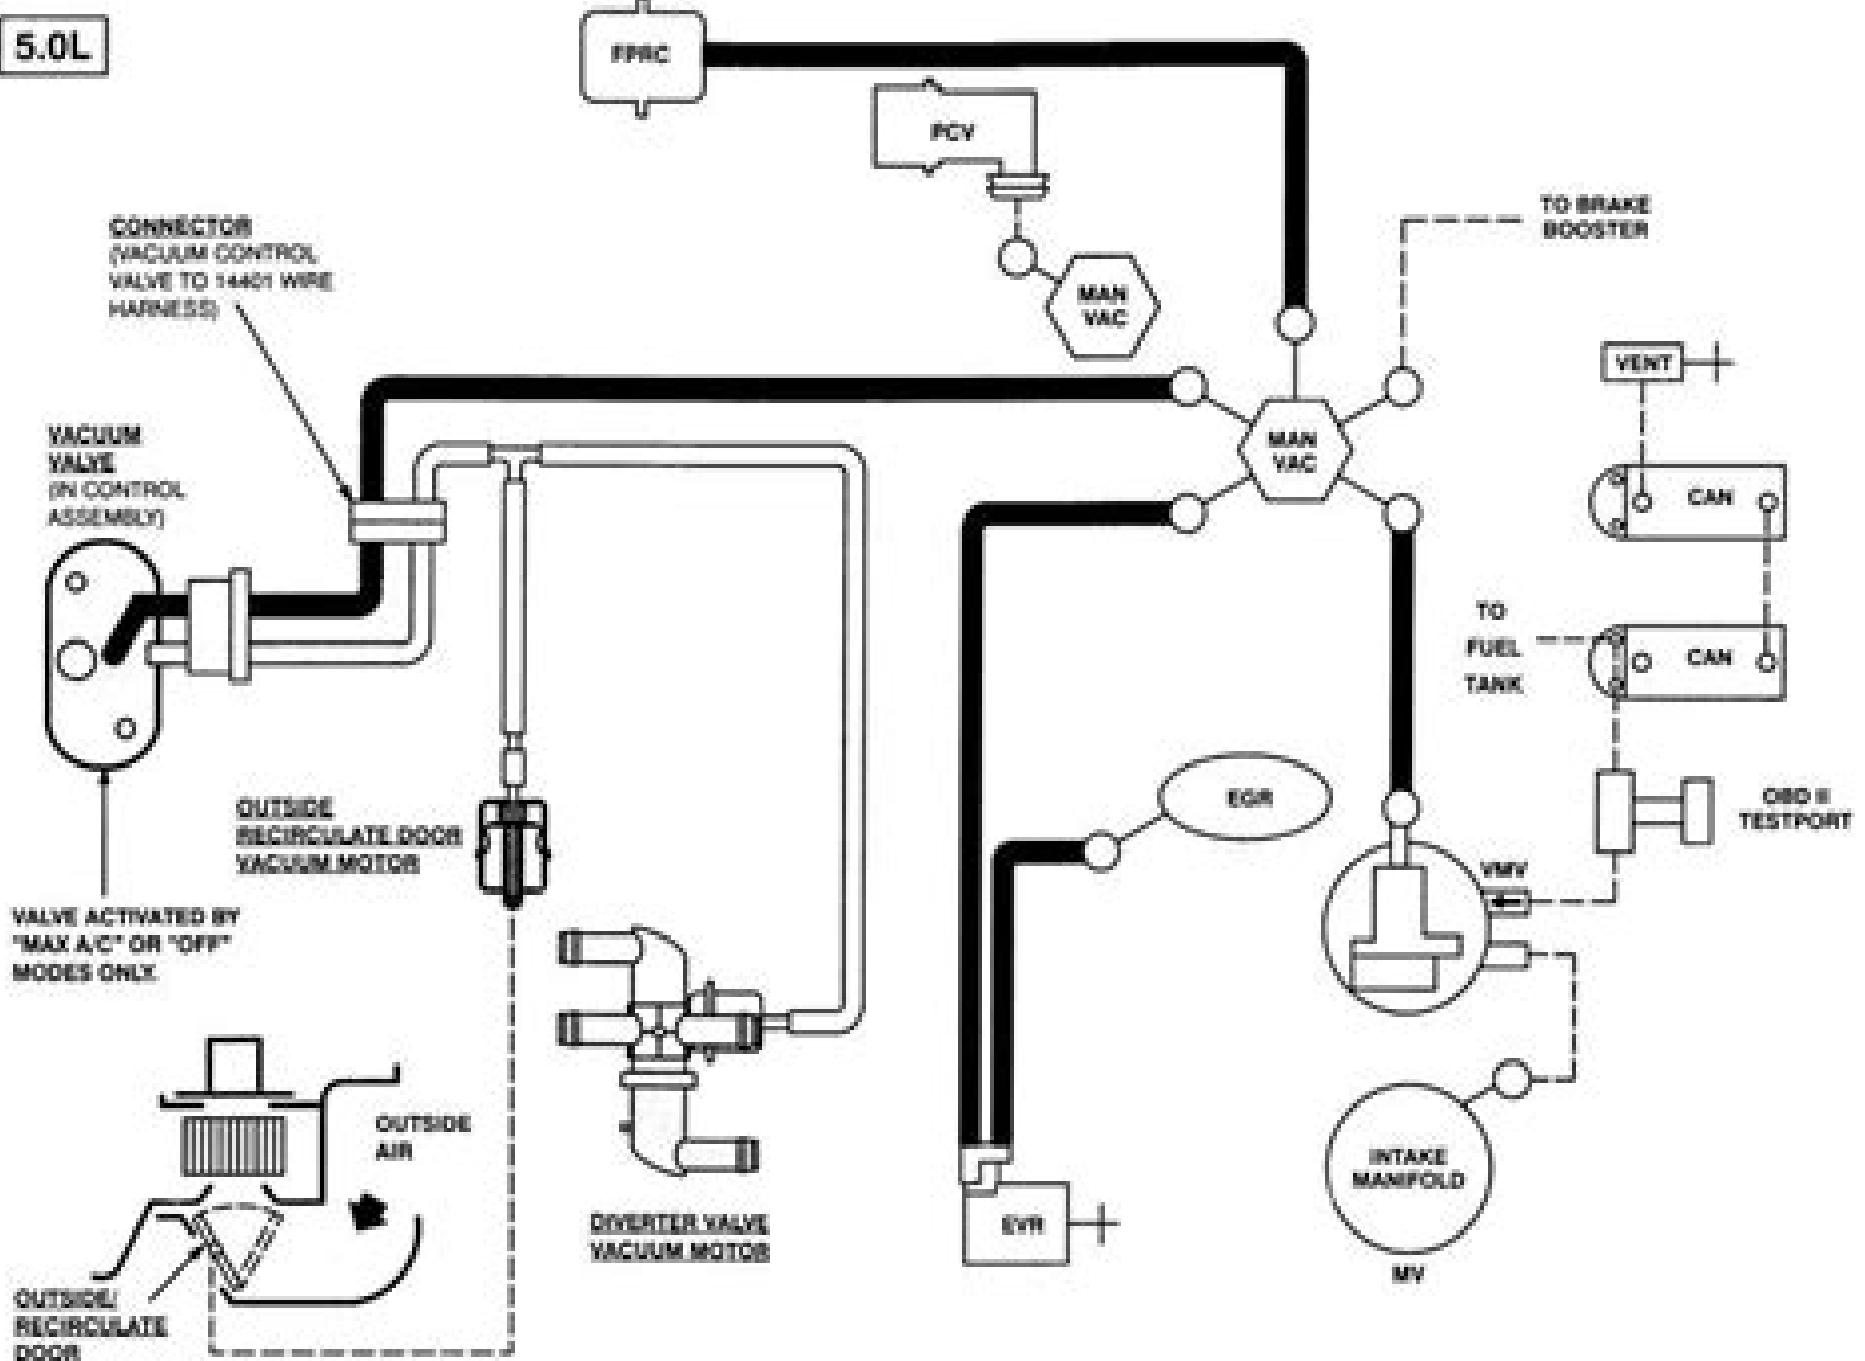 5.0L
FPRC
PCV
MAN
VAC
TO BRAKE
BOOSTER
CONNECTOR
(VACUUM CONTROL
VALVE TO 14401 WIRE
HARNESS)
VENT
MAN
VAC
VACUUM
VALVE
(IN CONTROL
ASSEMBLY)
CAN
TO
FUEL
TANK
CAN
OUTSIDE
RECIRCULATE DOOR
VACUUM MOTOR
EGR
OBD II
TESTPORT
VMV
VALVE ACTIVATED BY
"MAX A/C" OR "OFF"
MODES ONLY.
OUTSIDE
AIR
INTAKE
MANIFOLD
DIVERTER VALVE
VACUUM MOTOR
EVR
MV
OUTSIDE/
RECIRCULATE
DOOR